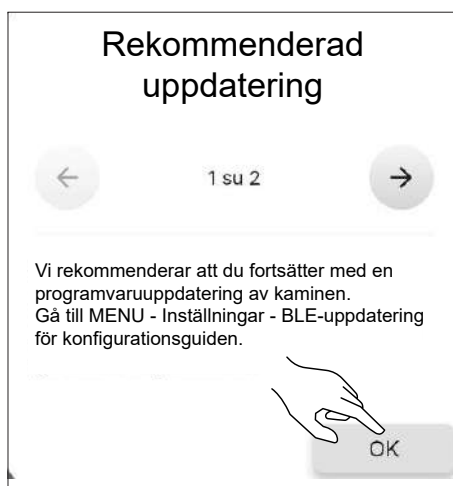 Rekommenderad
uppdatering
1 su 2
Vi rekommenderar att du fortsätter med en
programvaruuppdatering av kaminen.
Gå till MENU - Inställningar - BLE-uppdatering
för konfigurationsguiden.
OK